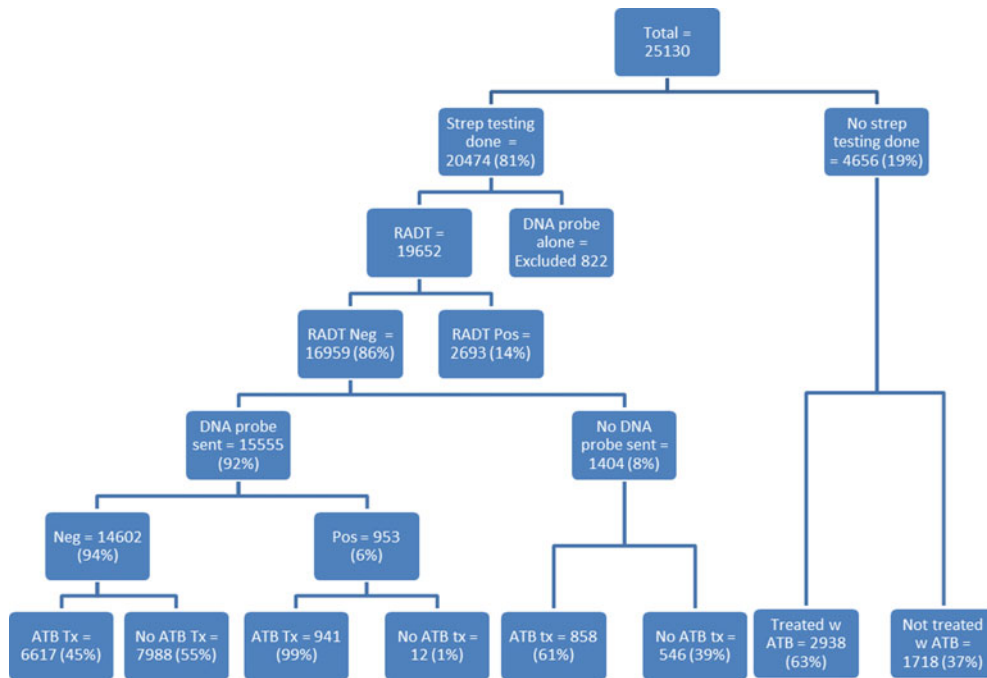 Total =
25130
Strep testing
done =
20474 (81%)
No strep
testing done
= 4656 (19%)
RADT =
19652
DNA probe
alone =
Excluded 822
RADT Neg =
16959 (86%)
RADT Pos =
2693 (14%)
DNA probe
sent = 15555
(92%)
No DNA
probe sent =
1404 (8%)
Neg = 14602
(94%)
Pos = 953
(6%)
ATB Tx =
6617 (45%)
No ATB Tx =
7988 (55%)
ATB Tx = 941
(99%)
No ATB tx =
12 (1%)
ATB tx = 858
(61%)
No ATB tx =
546 (39%)
Treated w
ATB = 2938
(63%)
Not treated
w ATB =
1718 (37%)